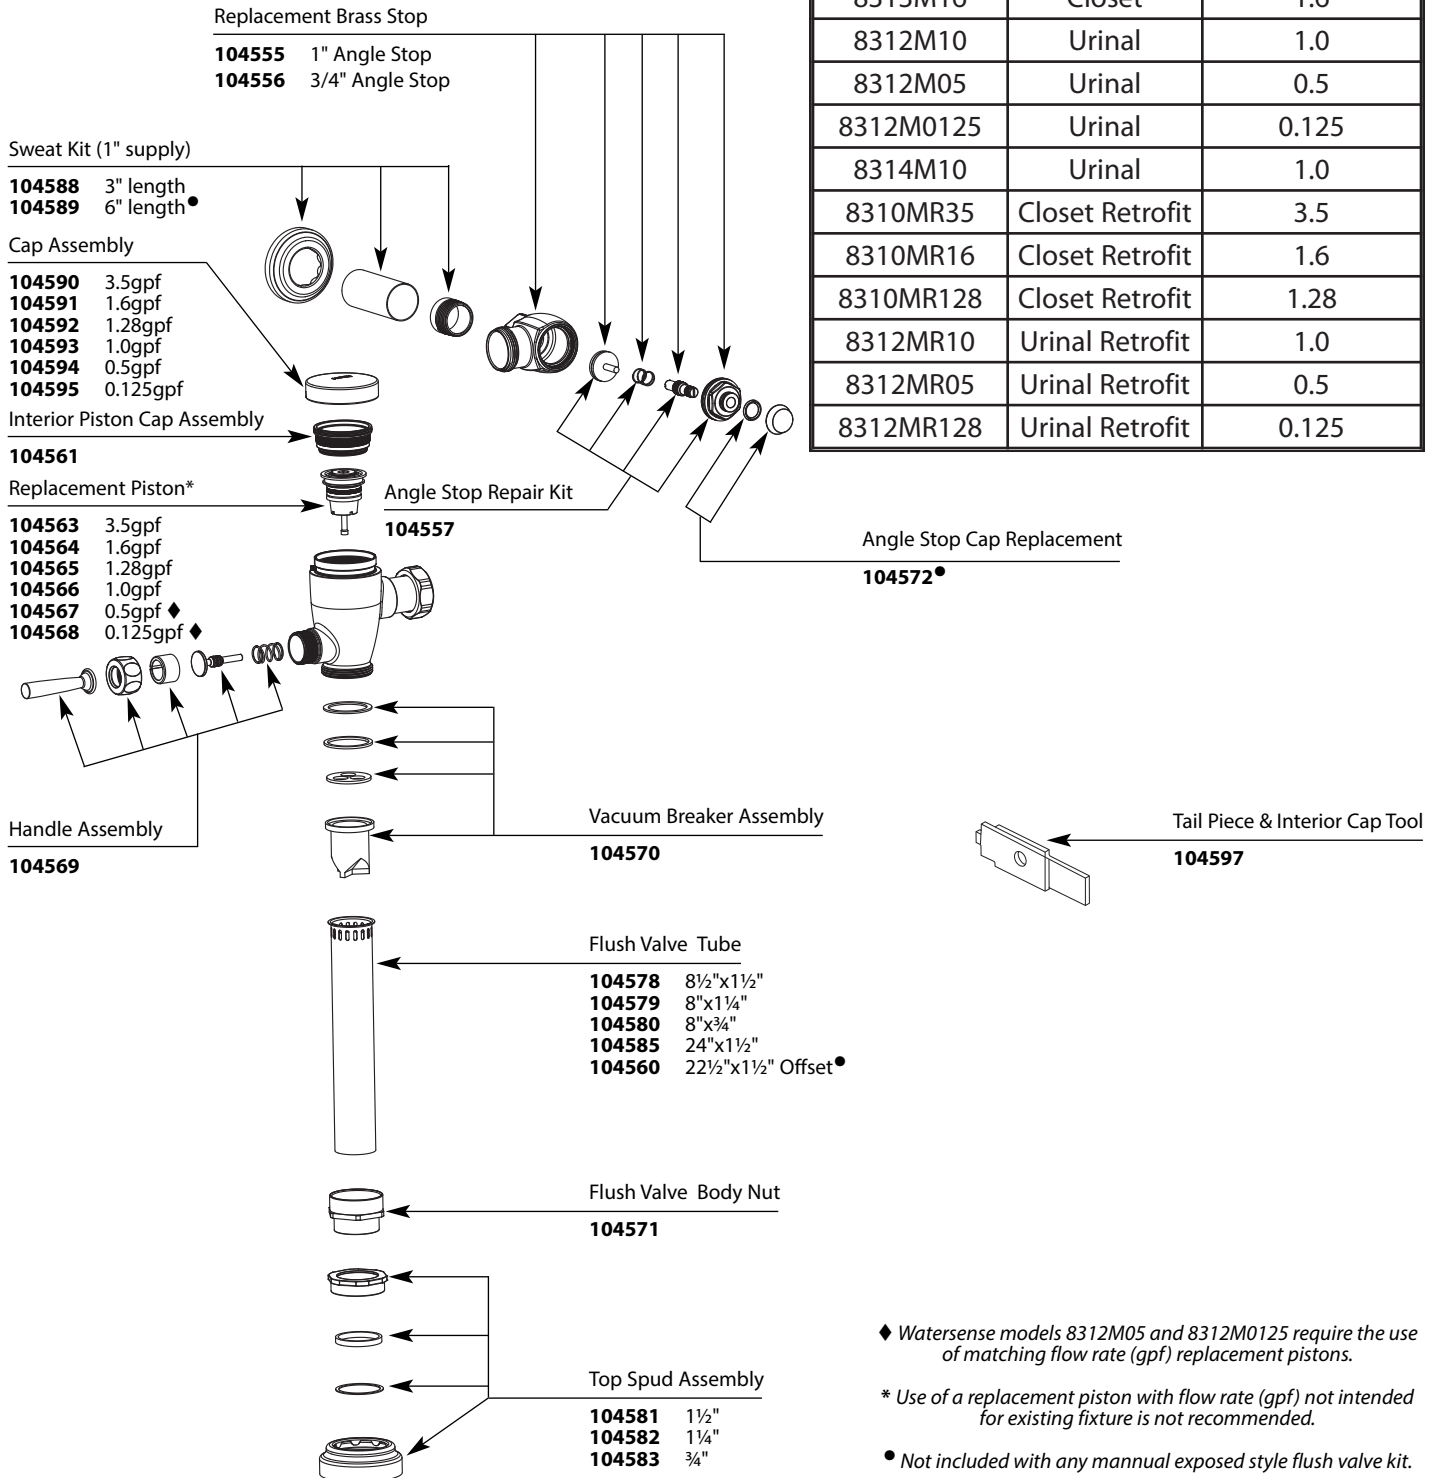 Replacement Brass Stop
104555 1" Angle Stop
104556 3/4" Angle Stop
Sweat Kit (1" supply)
104588 3" length
104589 6" length●
Cap Assembly
104590 3.5gpf
104591 1.6gpf
104592 1.28gpf
104593 1.0gpf
104594 0.5gpf
104595 0.125gpf
Interior Piston Cap Assembly
104561
Replacement Piston*
104563 3.5gpf
104564 1.6gpf
104565 1.28gpf
104566 1.0gpf
104567 0.5gpf ♦
104568 0.125gpf ♦
Angle Stop Repair Kit
104557
Angle Stop Cap Replacement
104572●
Handle Assembly
104569
Vacuum Breaker Assembly
104570
Tail Piece & Interior Cap Tool
104597
Flush Valve Tube
104578 8½"x1½"
104579 8"x1¼"
104580 8"x¾"
104585 24"x1½"
104560 22½"x1½" Offset●
Flush Valve Body Nut
104571
Top Spud Assembly
104581 1½"
104582 1¼"
104583 ¾"
8313M16 Closet 1.6
8312M10 Urinal 1.0
8312M05 Urinal 0.5
8312M0125 Urinal 0.125
8314M10 Urinal 1.0
8310MR35 Closet Retrofit 3.5
8310MR16 Closet Retrofit 1.6
8310MR128 Closet Retrofit 1.28
8312MR10 Urinal Retrofit 1.0
8312MR05 Urinal Retrofit 0.5
8312MR128 Urinal Retrofit 0.125
♦ Watersense models 8312M05 and 8312M0125 require the use
of matching flow rate (gpf) replacement pistons.
* Use of a replacement piston with flow rate (gpf) not intended
for existing fixture is not recommended.
● Not included with any mannual exposed style flush valve kit.